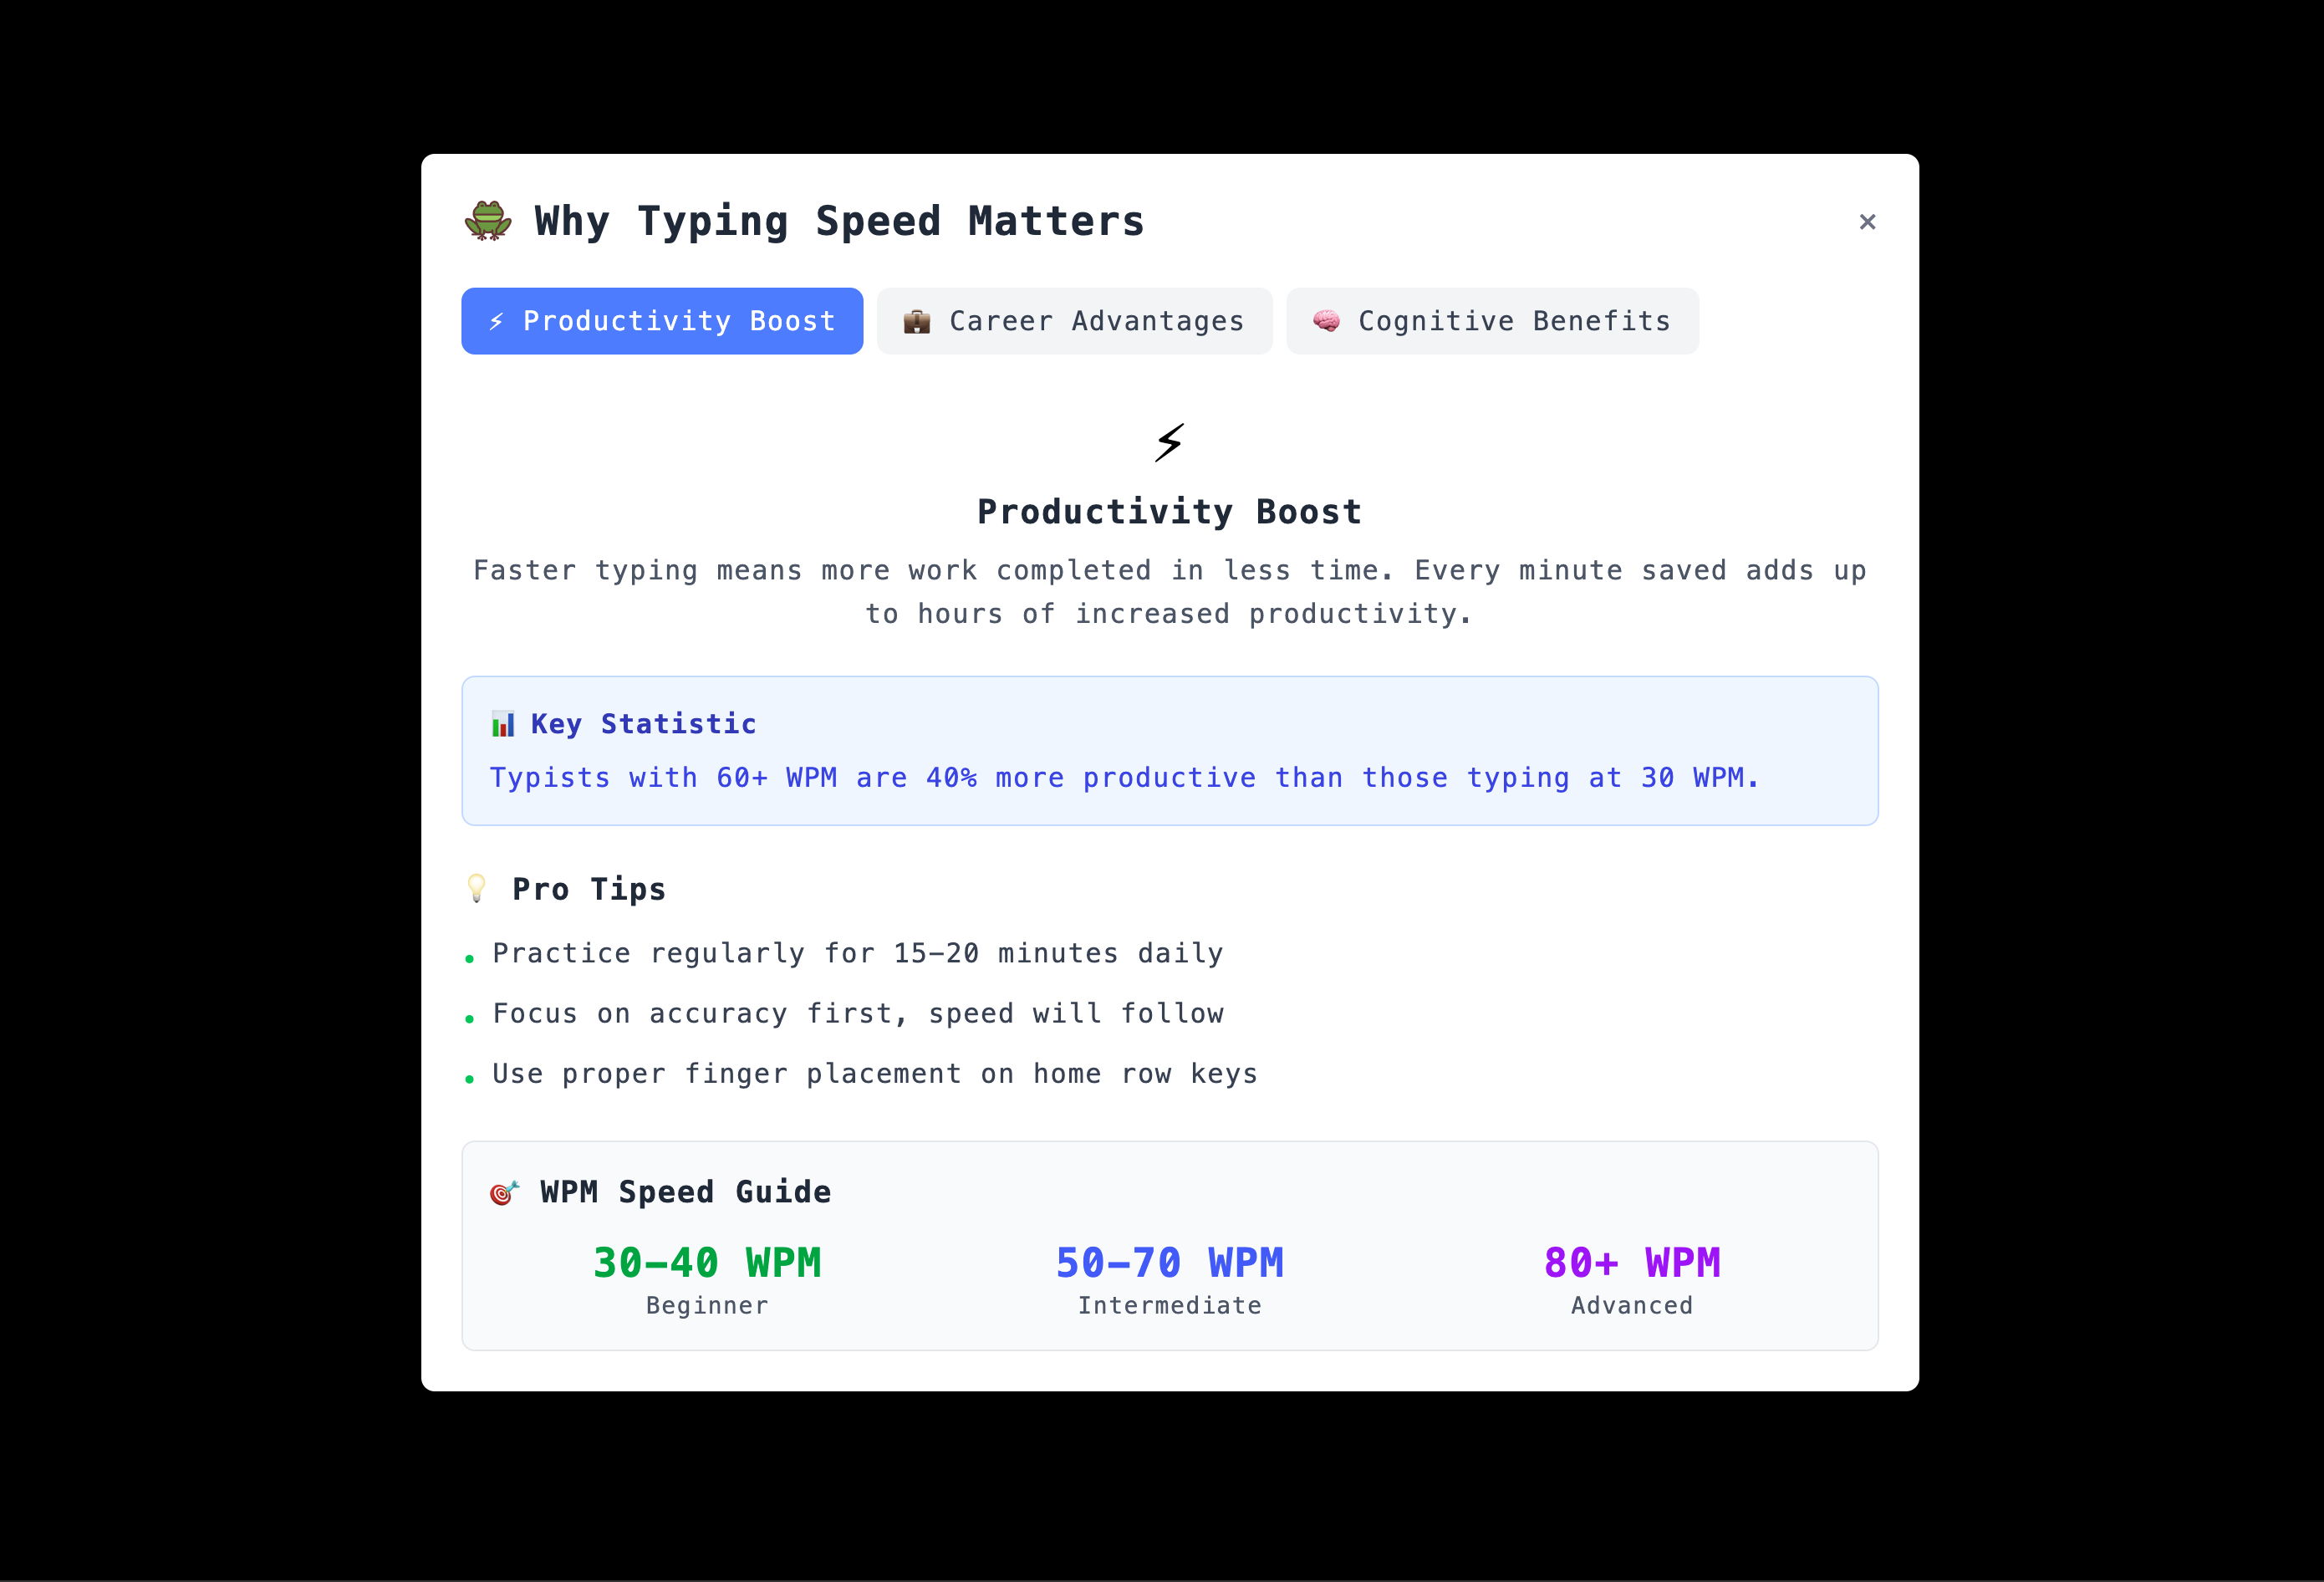 🐸 Why Typing Speed Matters
×
⚡ Productivity Boost
💼 Career Advantages
🧠 Cognitive Benefits
⚡
Productivity Boost
Faster typing means more work completed in less time. Every minute saved adds up
to hours of increased productivity.
📊 Key Statistic
Typists with 60+ WPM are 40% more productive than those typing at 30 WPM.
💡 Pro Tips
• Practice regularly for 15-20 minutes daily
• Focus on accuracy first, speed will follow
• Use proper finger placement on home row keys
🎯 WPM Speed Guide
30-40 WPM
Beginner
50-70 WPM
Intermediate
80+ WPM
Advanced